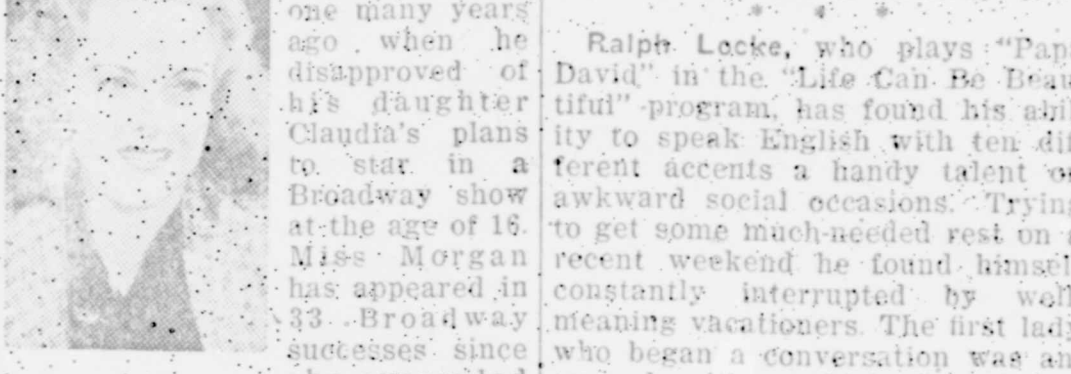 one many years
ago when he
disapproved of
his daughter
Claudia's plans
to star in a
Broadway show
at the age of 16.
Miss Morgan
has appeared in
33 Broadway
successes since
* * *
Ralph Locke, who plays "Papa
David" in the "Life Can Be Beau
tiful" program, has found his abil
ity to speak English with ten dif
ferent accents a handy talent on
awkward social occasions. Trying
to get some much-needed rest on a
recent weekend he found himself
constantly interrupted by well
meaning vacationers. The first lady
who began a conversation was an